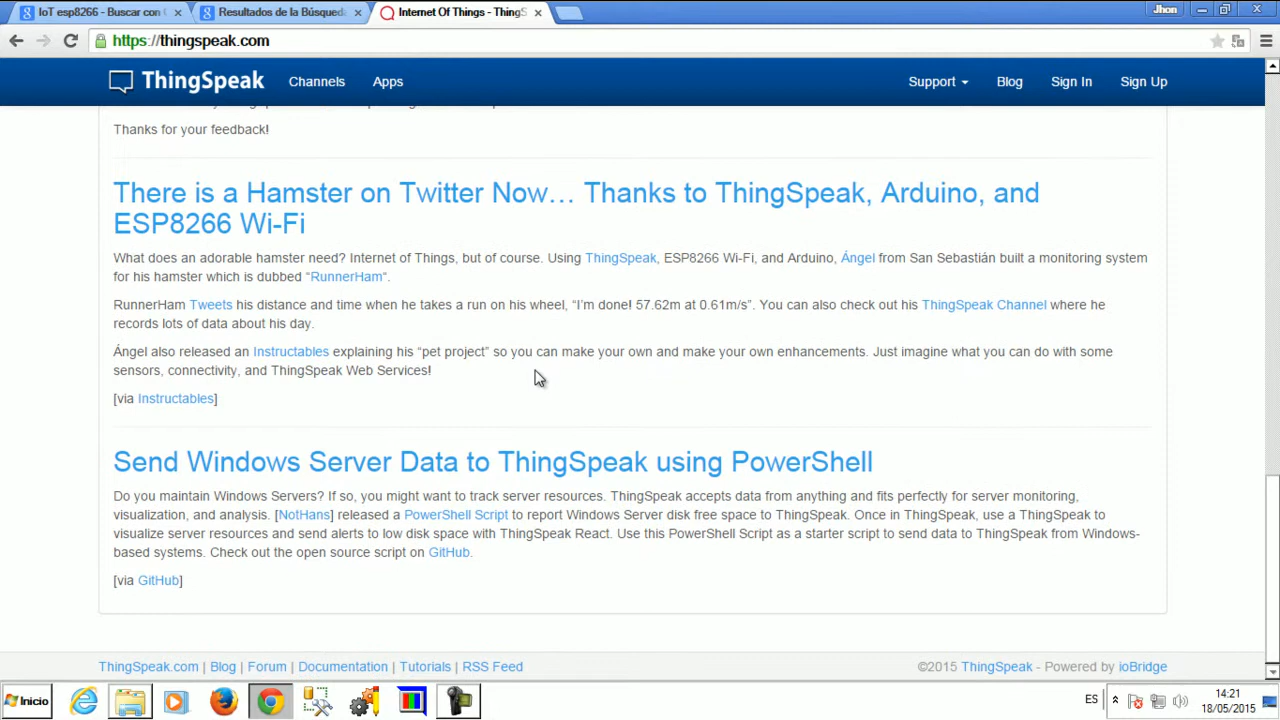 IoT esp8266 - Buscar con
Resultados de la Búsqued
Internet Of Things - ThingS
Jhon
https://thingspeak.com
ThingSpeak
Channels
Apps
Support
Blog
Sign In
Sign Up
Thanks for your feedback!
There is a Hamster on Twitter Now… Thanks to ThingSpeak, Arduino, and
ESP8266 Wi-Fi
What does an adorable hamster need? Internet of Things, but of course. Using ThingSpeak, ESP8266 Wi-Fi, and Arduino, Ángel from San Sebastián built a monitoring system
for his hamster which is dubbed “RunnerHam“.
RunnerHam Tweets his distance and time when he takes a run on his wheel, “I’m done! 57.62m at 0.61m/s”. You can also check out his ThingSpeak Channel where he
records lots of data about his day.
Ángel also released an Instructables explaining his “pet project” so you can make your own and make your own enhancements. Just imagine what you can do with some
sensors, connectivity, and ThingSpeak Web Services!
[via Instructables]
Send Windows Server Data to ThingSpeak using PowerShell
Do you maintain Windows Servers? If so, you might want to track server resources. ThingSpeak accepts data from anything and fits perfectly for server monitoring,
visualization, and analysis. [NotHans] released a PowerShell Script to report Windows Server disk free space to ThingSpeak. Once in ThingSpeak, use a ThingSpeak to
visualize server resources and send alerts to low disk space with ThingSpeak React. Use this PowerShell Script as a starter script to send data to ThingSpeak from Windows-
based systems. Check out the open source script on GitHub.
[via GitHub]
ThingSpeak.com | Blog | Forum | Documentation | Tutorials | RSS Feed
©2015 ThingSpeak - Powered by ioBridge
Inicio
ES
14:21
18/05/2015